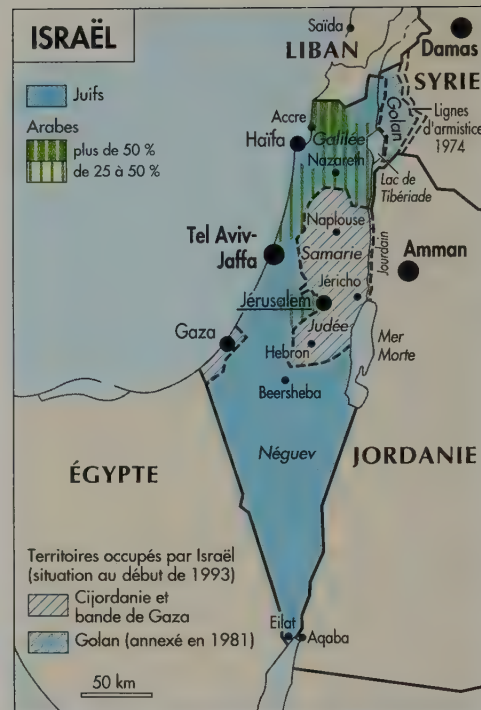 ISRAËL
Saïda
LIBAN
Damas
SYRIE
Juifs
Arabes
plus de 50 %
de 25 à 50 %
Accre
Haïfa
Galilée
Nazareth
Golan
Lignes
d'armistice
1974
Lac de
Tibériade
Naplouse
Tel Aviv-
Jaffa
Samarie
Jourdain
Amman
Jéricho
Jérusalem
Judée
Gaza
Hebron
Mer
Morte
Beersheba
Néguev
ÉGYPTE
JORDANIE
Territoires occupés par Israël
(situation au début de 1993)
Cijordanie et
bande de Gaza
Golan (annexé en 1981)
Eilat
Aqaba
50 km